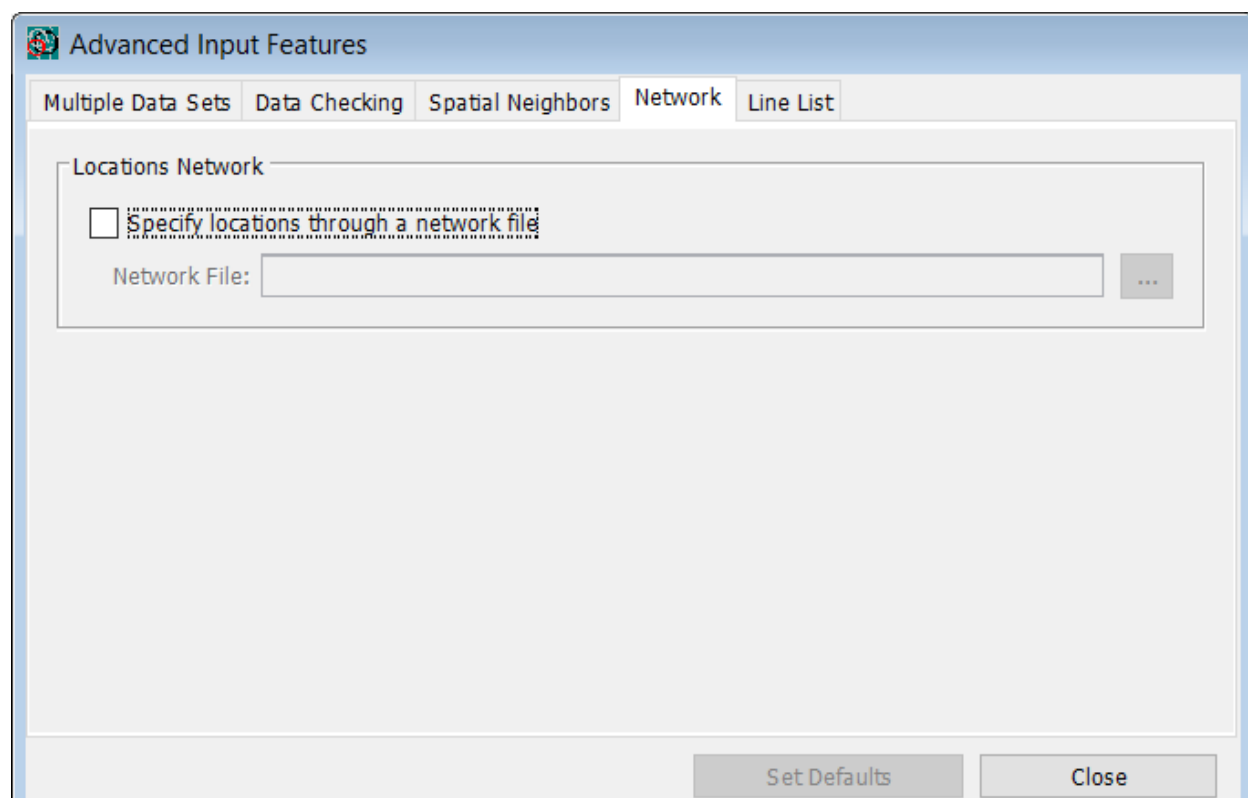 Advanced Input Features
Multiple Data Sets Data Checking Spatial Neighbors Network Line List
Locations Network
Specify locations through a network file
Network File: ...
Set Defaults Close